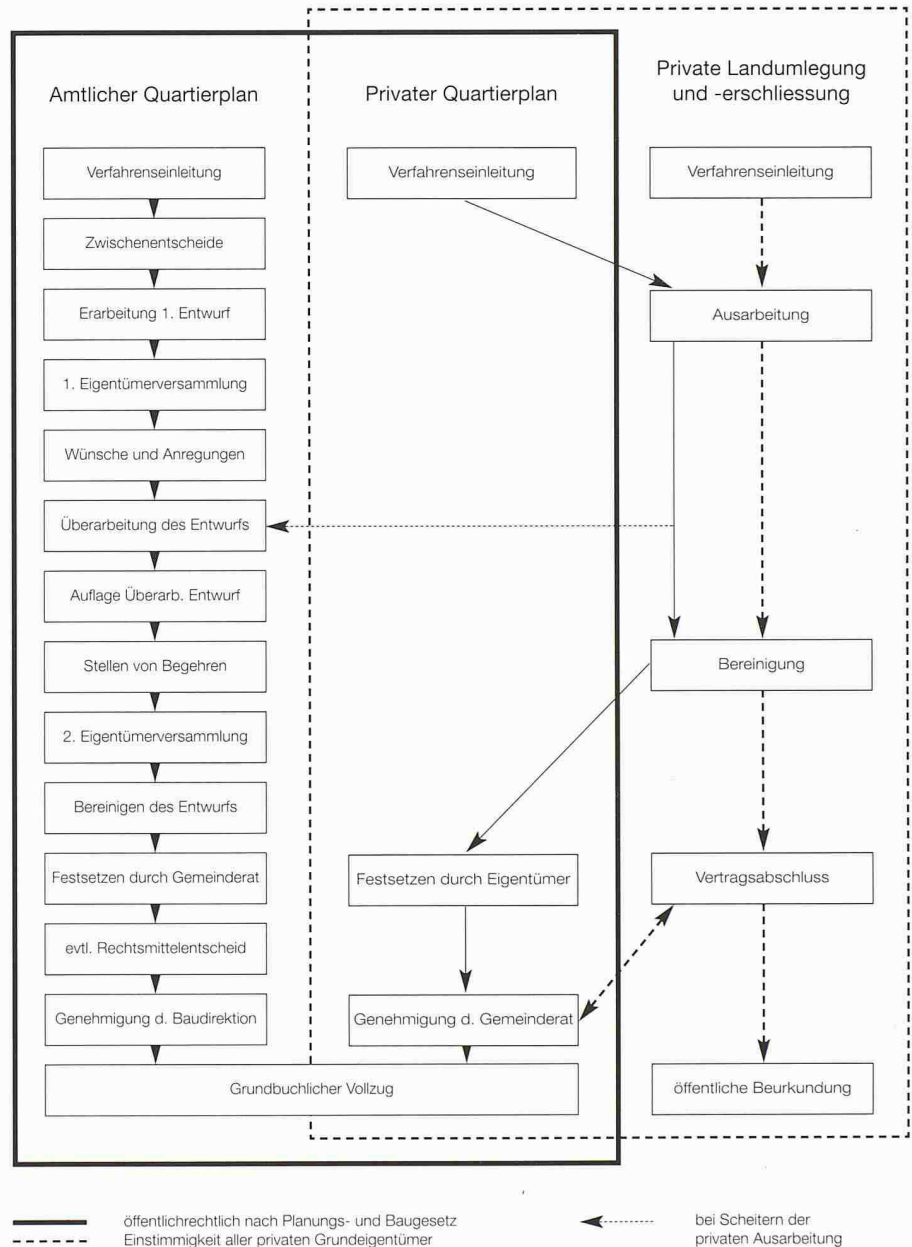 Amtlicher Quartierplan
Verfahrenseinleitung
Zwischenentscheide
Erarbeitung 1. Entwurf
1. Eigentümerversammlung
Wünsche und Anregungen
Überarbeitung des Entwurfs
Auflage Überarb. Entwurf
Stellen von Begehren
2. Eigentümerversammlung
Bereinigen des Entwurfs
Festsetzen durch Gemeinderat
evtl. Rechtsmittelentscheid
Genehmigung d. Baudirektion
Privater Quartierplan
Verfahrenseinleitung
Festsetzen durch Eigentümer
Genehmigung d. Gemeinderat
Grundbuchlicher Vollzug
Private Landumlegung
und -erschliessung
Verfahrenseinleitung
Ausarbeitung
Bereinigung
Vertragsabschluss
öffentliche Beurkundung
öffentlichrechtlich nach Planungs- und Baugesetz
Einstimmigkeit aller privaten Grundeigentümer
bei Scheitern der
privaten Ausarbeitung